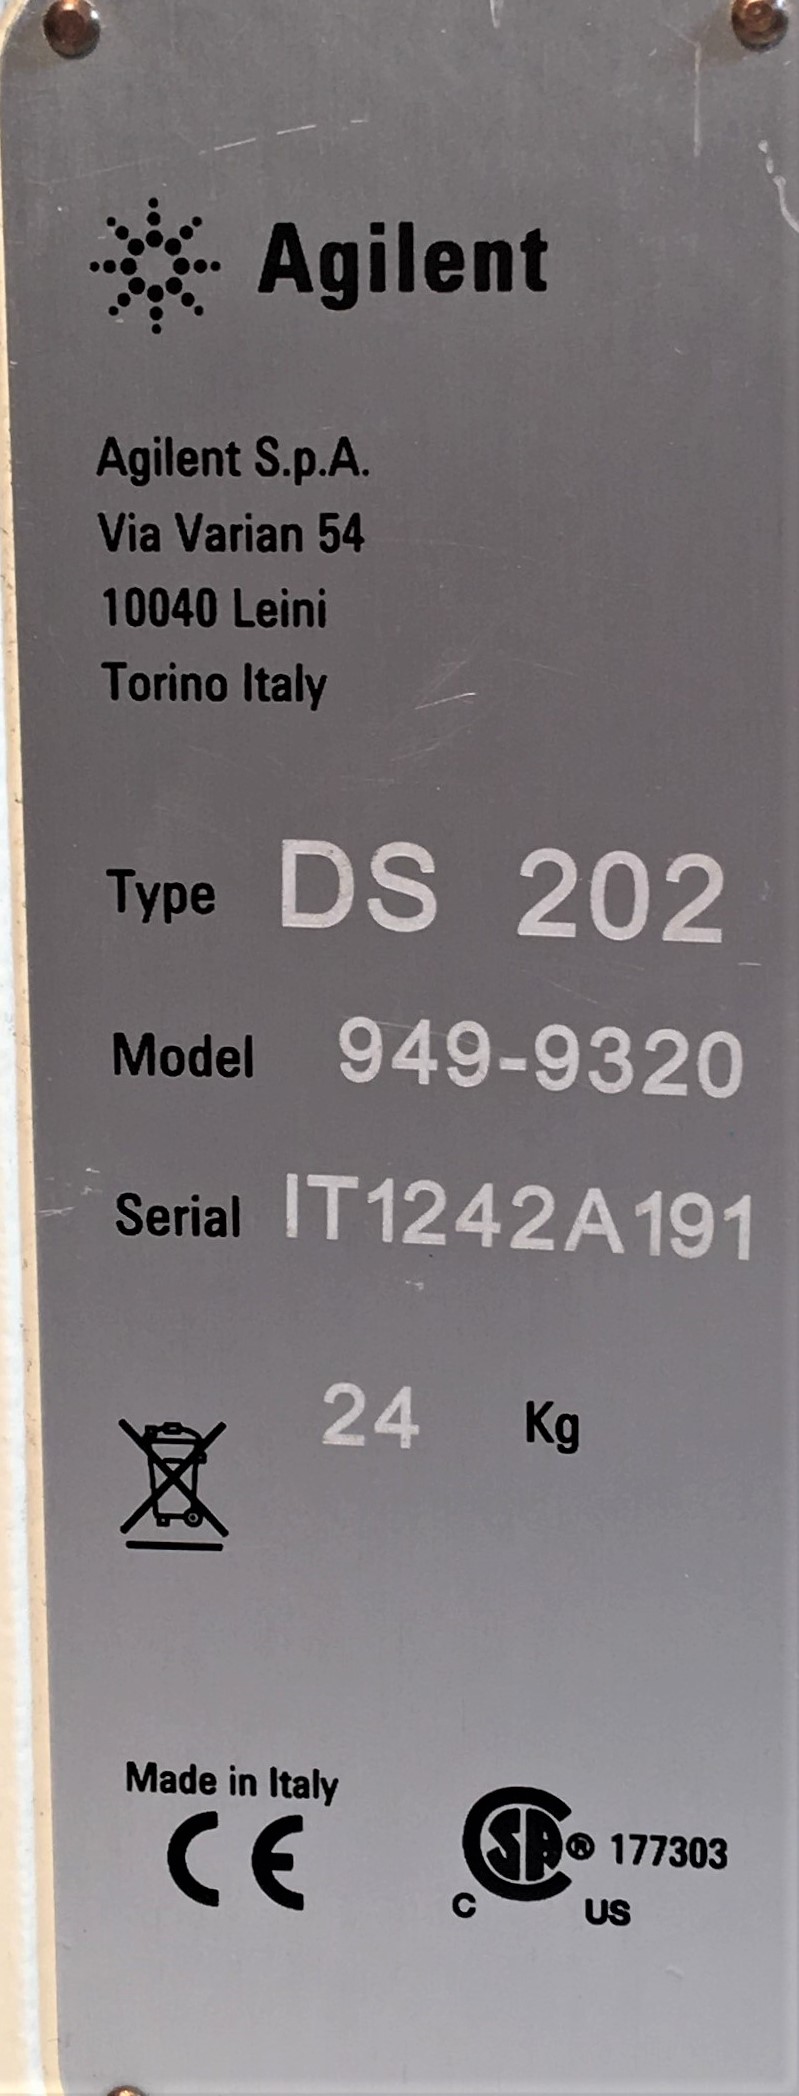 Agilent
Agilent S.p.A.
Via Varian 54
10040 Leini
Torino Italy
Type DS 202
Model 949-9320
Serial IT1242A191
24 Kg
Made in Italy
CE SA® 177303
C US